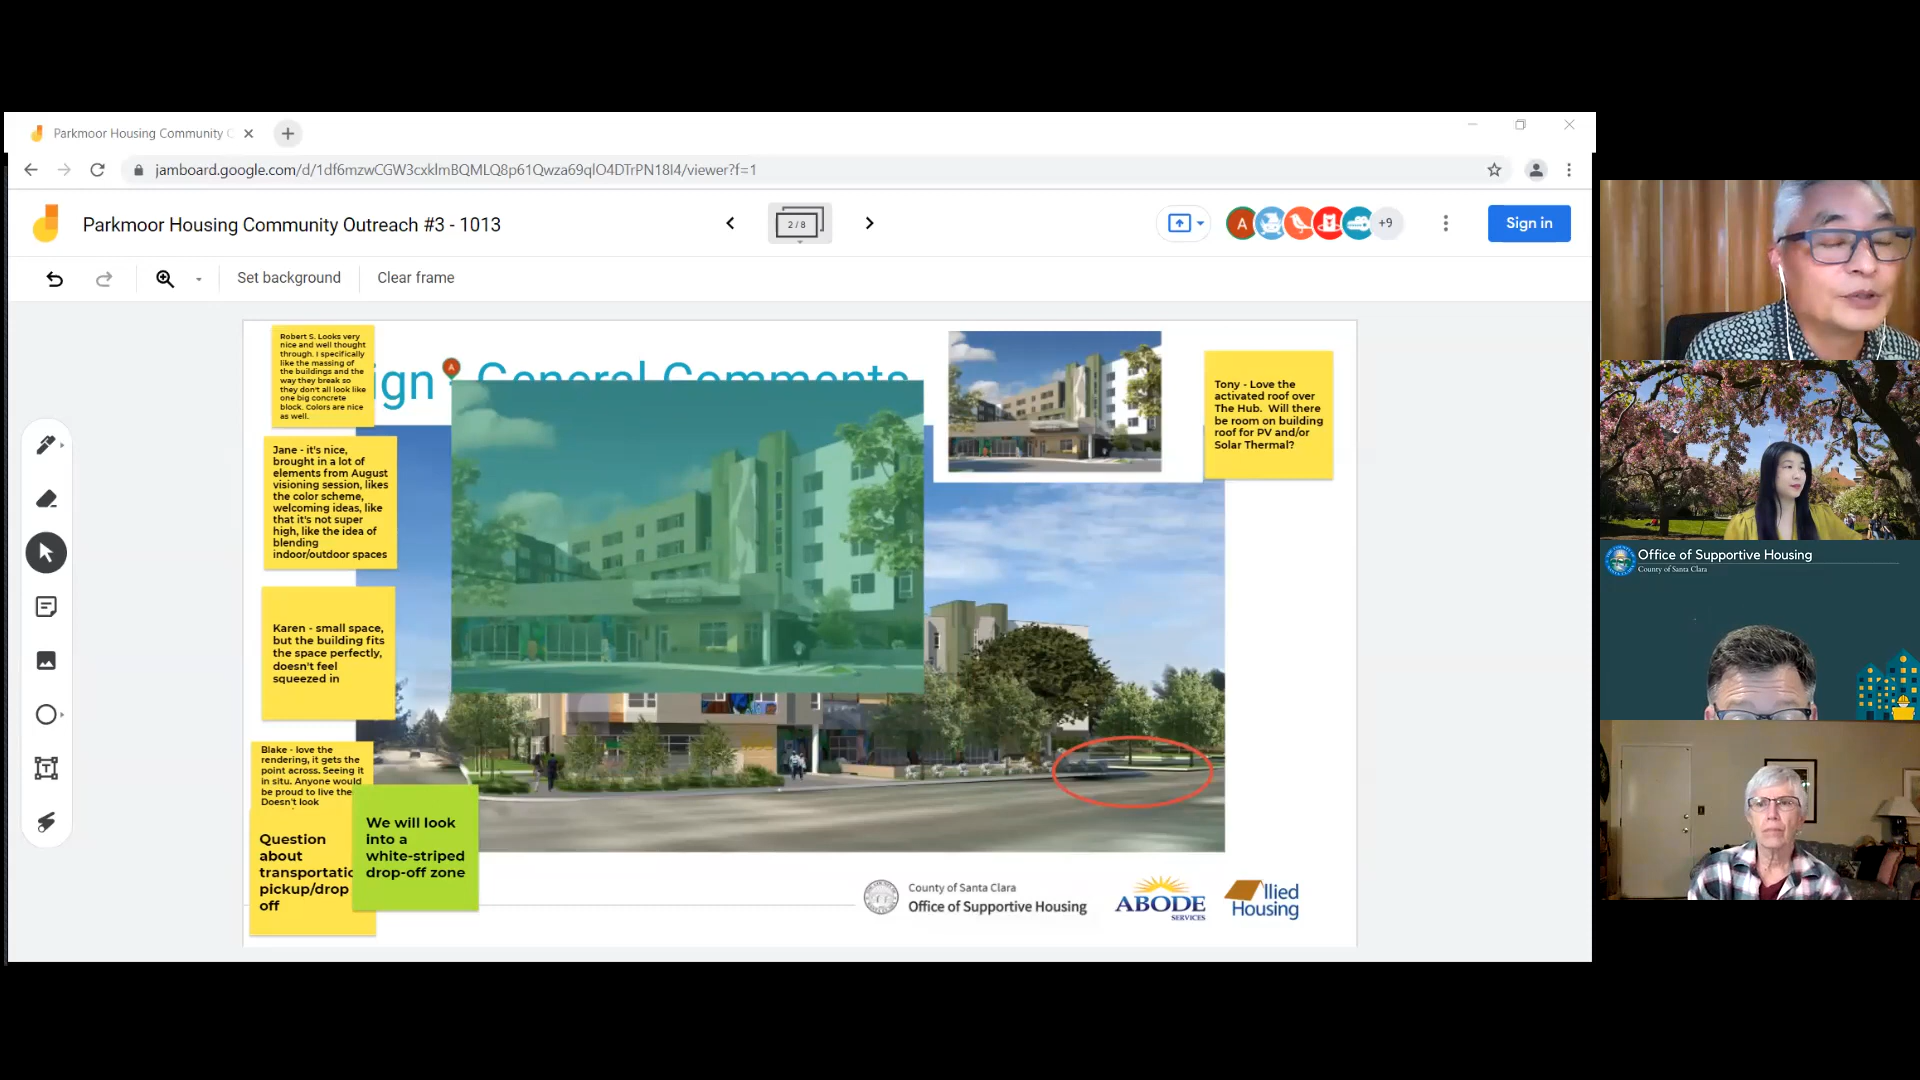 Parkmoor Housing Community
jamboard.google.com/d/1df6mzwCGW3cxklmBQMLQ8p61Qwza69qlO4DTrPN18I4/viewer?f=1
Parkmoor Housing Community Outreach #3 - 1013
2 / 8
A
+9
Sign in
Set background
Clear frame
ign
A
General Comments
Robert S. Looks very
nice and well thought
through. I specifically
like the massing of
the buildings and the
way they break so
they don't all look like
one big concrete
block. Colors are nice
as well.
Jane - it's nice,
brought in a lot of
elements from August
visioning session, likes
the color scheme,
welcoming ideas, like
that it's not super
high, like the idea of
blending
indoor/outdoor spaces
Karen - small space,
but the building fits
the space perfectly,
doesn't feel
squeezed in
Blake - love the
rendering, it gets the
point across. Seeing it
in situ. Anyone would
be proud to live the
Doesn't look
Question
about
transportatio
pickup/drop
off
We will look
into a
white-striped
drop-off zone
Tony - Love the
activated roof over
The Hub. Will there
be room on building
roof for PV and/or
Solar Thermal?
County of Santa Clara
Office of Supportive Housing
ABODE
SERVICES
llied
Housing
Office of Supportive Housing
County of Santa Clara